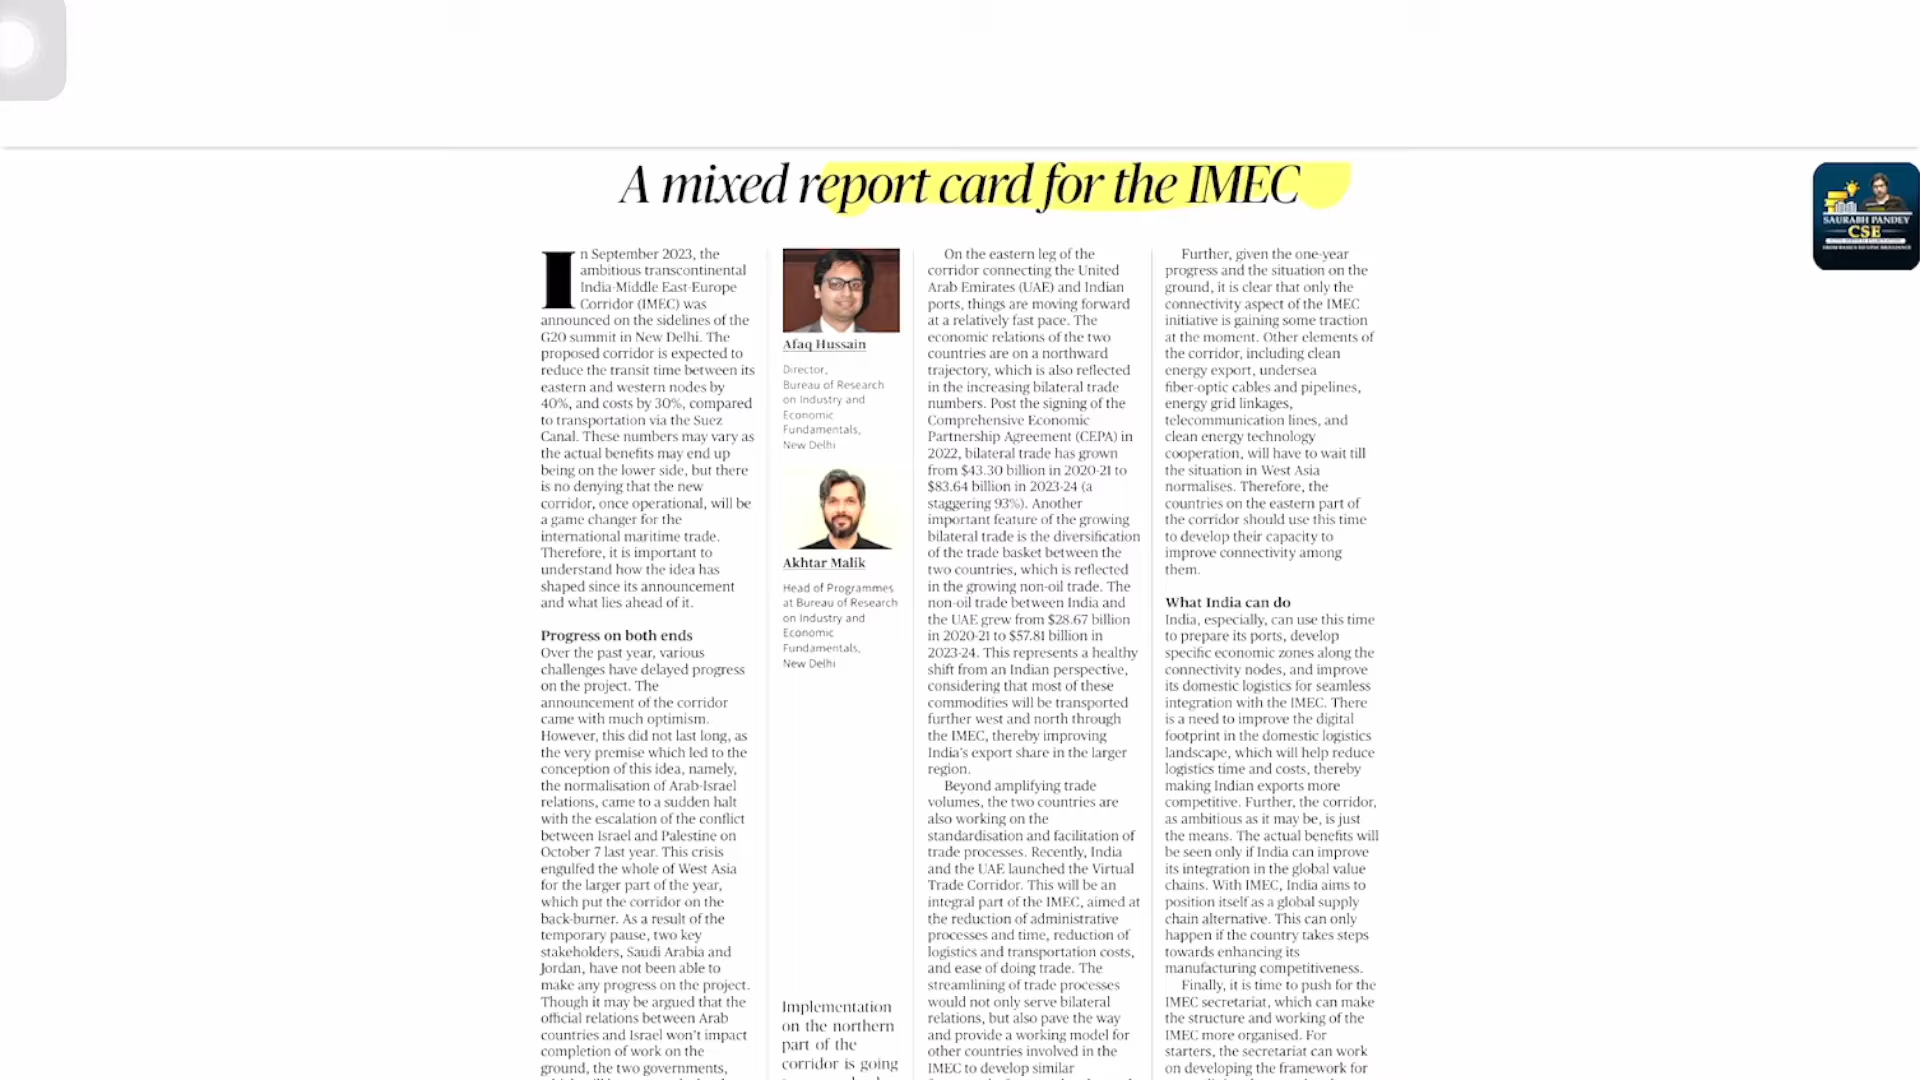 A mixed report card for the IMEC
In September 2023, the
ambitious transcontinental
India-Middle East-Europe
Corridor (IMEC) was
announced on the sidelines of the
G20 summit in New Delhi. The
proposed corridor is expected to
reduce the transit time between its
eastern and western nodes by
40%, and costs by 30%, compared
to transportation via the Suez
Canal. These numbers may vary as
the actual benefits may end up
being on the lower side, but there
is no denying that the new
corridor, once operational, will be
a game changer for the
international maritime trade.
Therefore, it is important to
understand how the idea has
shaped since its announcement
and what lies ahead of it.
Progress on both ends
Over the past year, various
challenges have delayed progress
on the project. The
announcement of the corridor
came with much optimism.
However, this did not last long, as
the very premise which led to the
conception of this idea, namely,
the normalisation of Arab-Israel
relations, came to a sudden halt
with the escalation of the conflict
between Israel and Palestine on
October 7 last year. This crisis
engulfed the whole of West Asia
for the larger part of the year,
which put the corridor on the
back-burner. As a result of the
temporary pause, two key
stakeholders, Saudi Arabia and
Jordan, have not been able to
make any progress on the project.
Though it may be argued that the
official relations between Arab
countries and Israel won't impact
completion of work on the
ground, the two governments,
Afaq Hussain
Director,
Bureau of Research
on Industry and
Economic
Fundamentals,
New Delhi
Akhtar Malik
Head of Programmes
at Bureau of Research
on Industry and
Economic
Fundamentals,
New Delhi
Implementation
on the northern
part of the
corridor is going
On the eastern leg of the
corridor connecting the United
Arab Emirates (UAE) and Indian
ports, things are moving forward
at a relatively fast pace. The
economic relations of the two
countries are on a northward
trajectory, which is also reflected
in the increasing bilateral trade
numbers. Post the signing of the
Comprehensive Economic
Partnership Agreement (CEPA) in
2022, bilateral trade has grown
from $43.30 billion in 2020-21 to
$83.64 billion in 2023-24 (a
staggering 93%). Another
important feature of the growing
bilateral trade is the diversification
of the trade basket between the
two countries, which is reflected
in the growing non-oil trade. The
non-oil trade between India and
the UAE grew from $28.67 billion
in 2020-21 to $57.81 billion in
2023-24. This represents a healthy
shift from an Indian perspective,
considering that most of these
commodities will be transported
further west and north through
the IMEC, thereby improving
India's export share in the larger
region.
Beyond amplifying trade
volumes, the two countries are
also working on the
standardisation and facilitation of
trade processes. Recently, India
and the UAE launched the Virtual
Trade Corridor. This will be an
integral part of the IMEC, aimed at
the reduction of administrative
processes and time, reduction of
logistics and transportation costs,
and ease of doing trade. The
streamlining of trade processes
would not only serve bilateral
relations, but also pave the way
and provide a working model for
other countries involved in the
IMEC to develop similar
Further, given the one-year
progress and the situation on the
ground, it is clear that only the
connectivity aspect of the IMEC
initiative is gaining some traction
at the moment. Other elements of
the corridor, including clean
energy export, undersea
fiber-optic cables and pipelines,
energy grid linkages,
telecommunication lines, and
clean energy technology
cooperation, will have to wait till
the situation in West Asia
normalises. Therefore, the
countries on the eastern part of
the corridor should use this time
to develop their capacity to
improve connectivity among
them.
What India can do
India, especially, can use this time
to prepare its ports, develop
specific economic zones along the
connectivity nodes, and improve
its domestic logistics for seamless
integration with the IMEC. There
is a need to improve the digital
footprint in the domestic logistics
landscape, which will help reduce
logistics time and costs, thereby
making Indian exports more
competitive. Further, the corridor,
as ambitious as it may be, is just
the means. The actual benefits will
be seen only if India can improve
its integration in the global value
chains. With IMEC, India aims to
position itself as a global supply
chain alternative. This can only
happen if the country takes steps
towards enhancing its
manufacturing competitiveness.
Finally, it is time to push for the
IMEC secretariat, which can make
the structure and working of the
IMEC more organised. For
starters, the secretariat can work
on developing the framework for
SAURABH PANDEY
CSE